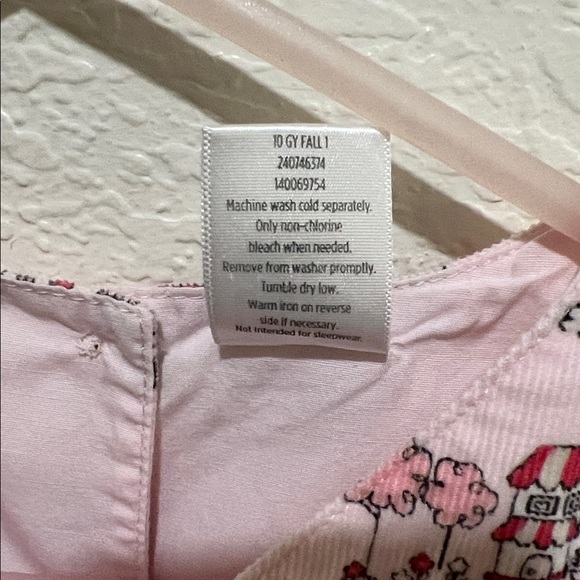 10 GY FALL 1
240746374
140069754
Machine wash cold separately.
Only non-chlorine
bleach when needed.
Remove from washer promptly.
Tumble dry low.
Warm iron on reverse
side if necessary.
Not intended for sleepwear.